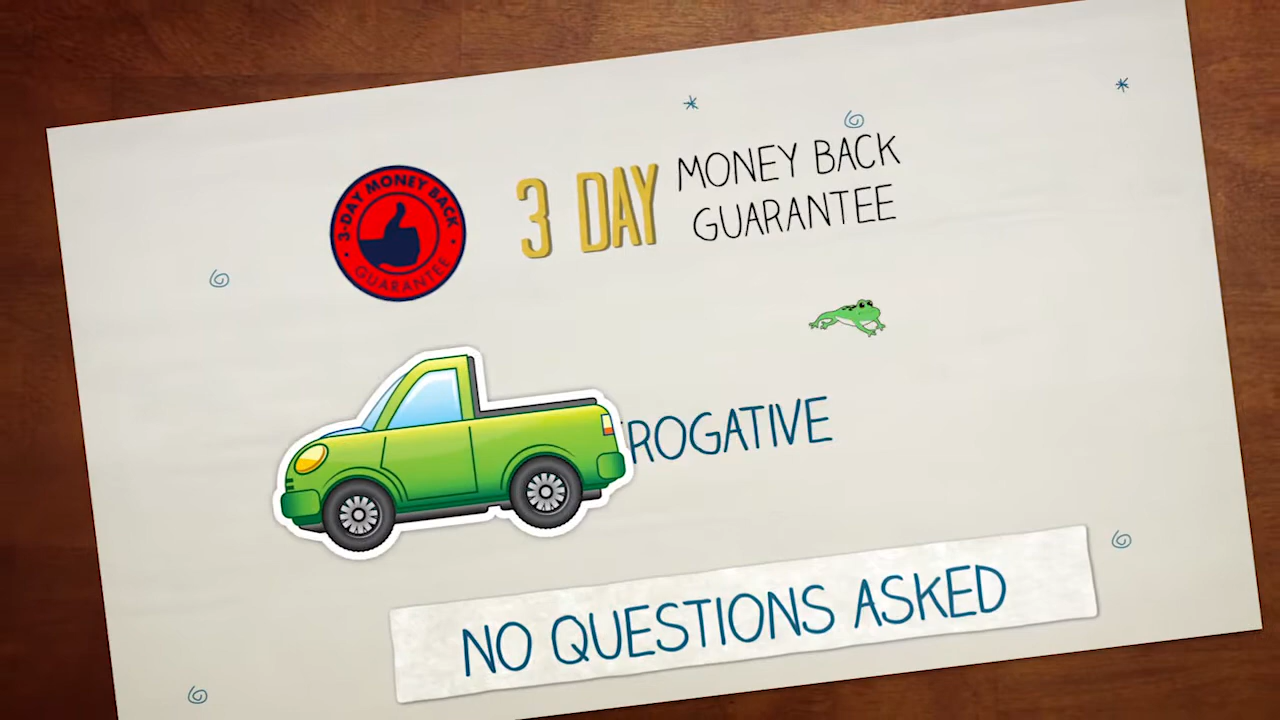 3-DAY MONEY BACK
GUARANTEE
3 DAY MONEY BACK
GUARANTEE
ROGATIVE
NO QUESTIONS ASKED